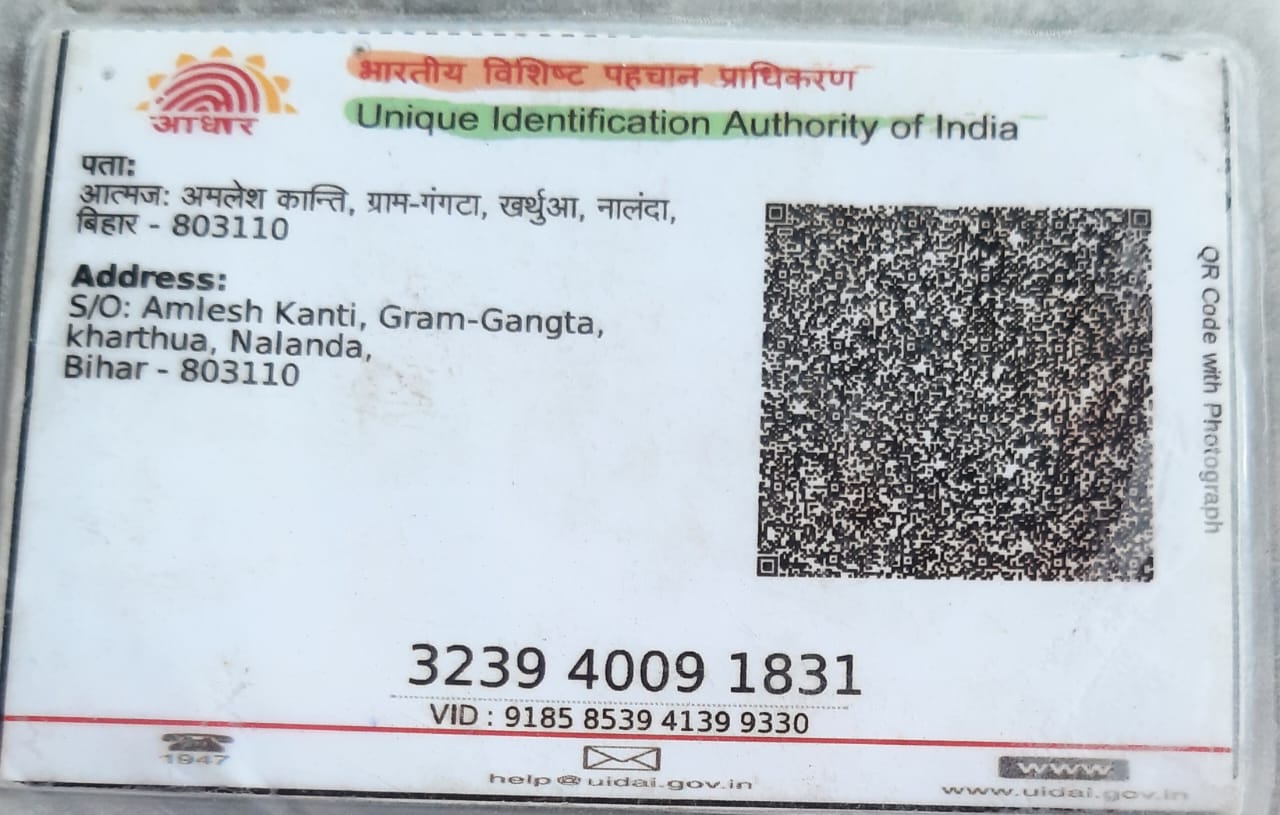 आधार
भारतीय विशिष्ट पहचान प्राधिकरण
Unique Identification Authority of India
पता:
आत्मज: अमलेश कान्ति, ग्राम-गंगटा, खर्थुआ, नालंदा,
बिहार - 803110
Address:
S/O: Amlesh Kanti, Gram-Gangta,
kharthua, Nalanda,
Bihar - 803110
QR Code with Photograph
3239 4009 1831
VID : 9185 8539 4139 9330
1947
help@uidai.gov.in
www
www.uidai.gov.in